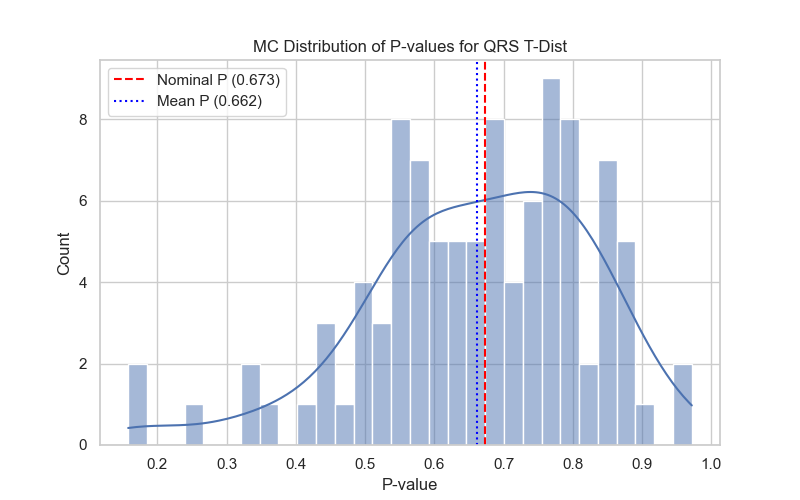 MC Distribution of P-values for QRS T-Dist
Nominal P (0.673)
Mean P (0.662)
Count
8
6
4
2
0
0.2 0.3 0.4 0.5 0.6 0.7 0.8 0.9 1.0
P-value